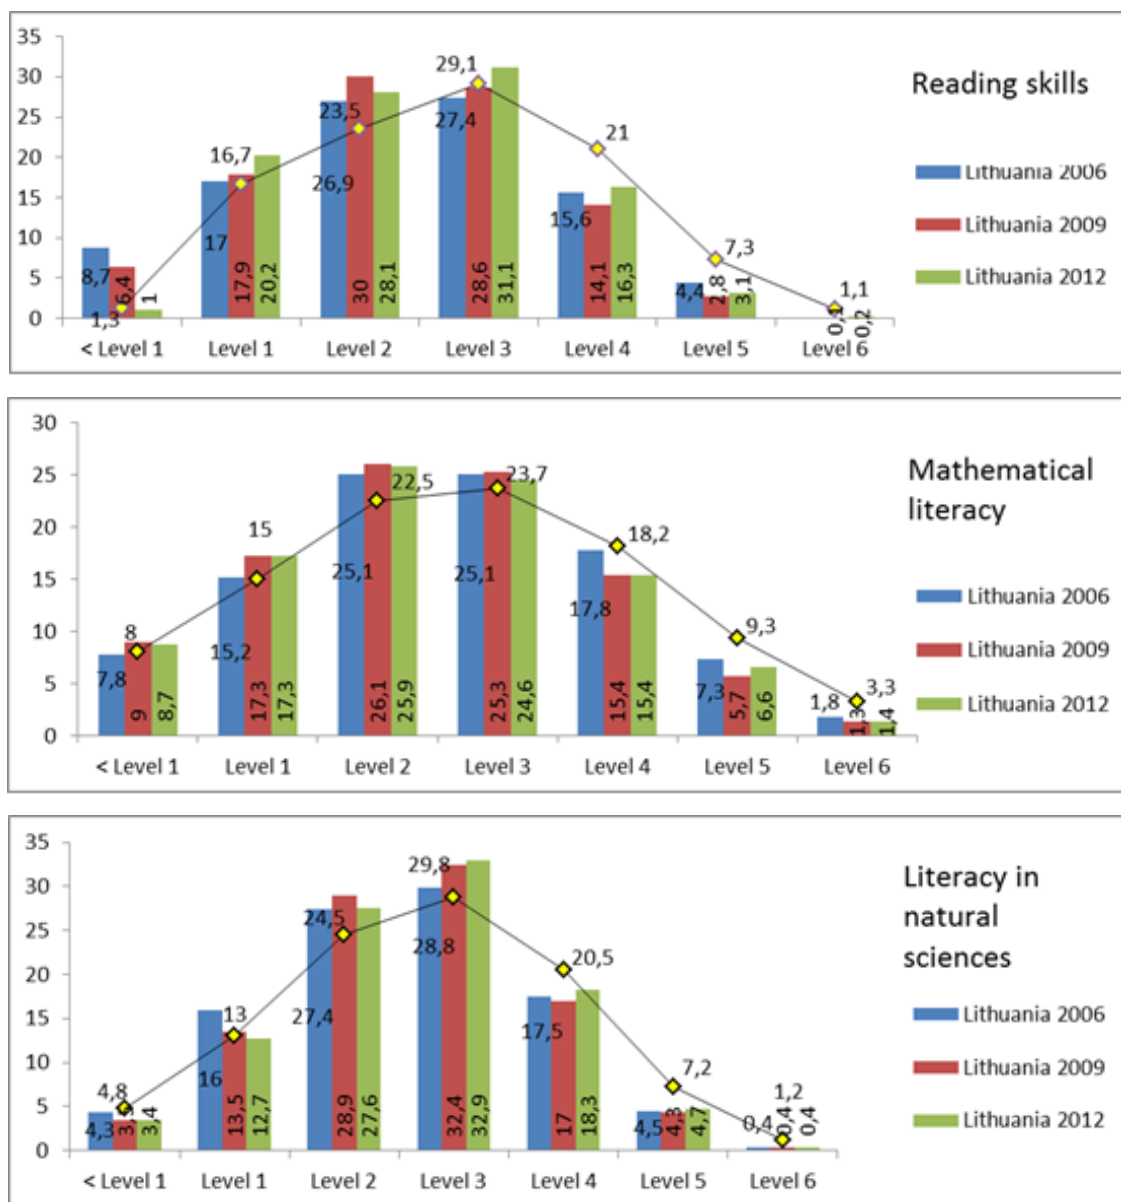 35
30
25
20
15
10
5
0
8,7
6,4
1
1,3
17
17,9
20,2
16,7
26,9
30
28,1
23,5
27,4
28,6
31,1
29,1
15,6
14,1
16,3
21
4,4
2,8
3,1
7,3
0,1
0,2
1,1
< Level 1
Level 1
Level 2
Level 3
Level 4
Level 5
Level 6
Reading skills
Lithuania 2006
Lithuania 2009
Lithuania 2012
30
25
20
15
10
5
0
7,8
9
8,7
8
15,2
17,3
17,3
15
25,1
26,1
25,9
22,5
25,1
25,3
24,6
23,7
17,8
15,4
15,4
18,2
7,3
5,7
6,6
9,3
1,8
1,3
1,4
3,3
< Level 1
Level 1
Level 2
Level 3
Level 4
Level 5
Level 6
Mathematical
literacy
Lithuania 2006
Lithuania 2009
Lithuania 2012
35
30
25
20
15
10
5
0
4,3
3,4
4,8
16
13,5
12,7
13
27,4
28,9
27,6
24,5
28,8
32,4
32,9
29,8
17,5
17
18,3
20,5
4,5
4,3
4,7
7,2
0,4
0,4
0,4
1,2
< Level 1
Level 1
Level 2
Level 3
Level 4
Level 5
Level 6
Literacy in
natural
sciences
Lithuania 2006
Lithuania 2009
Lithuania 2012